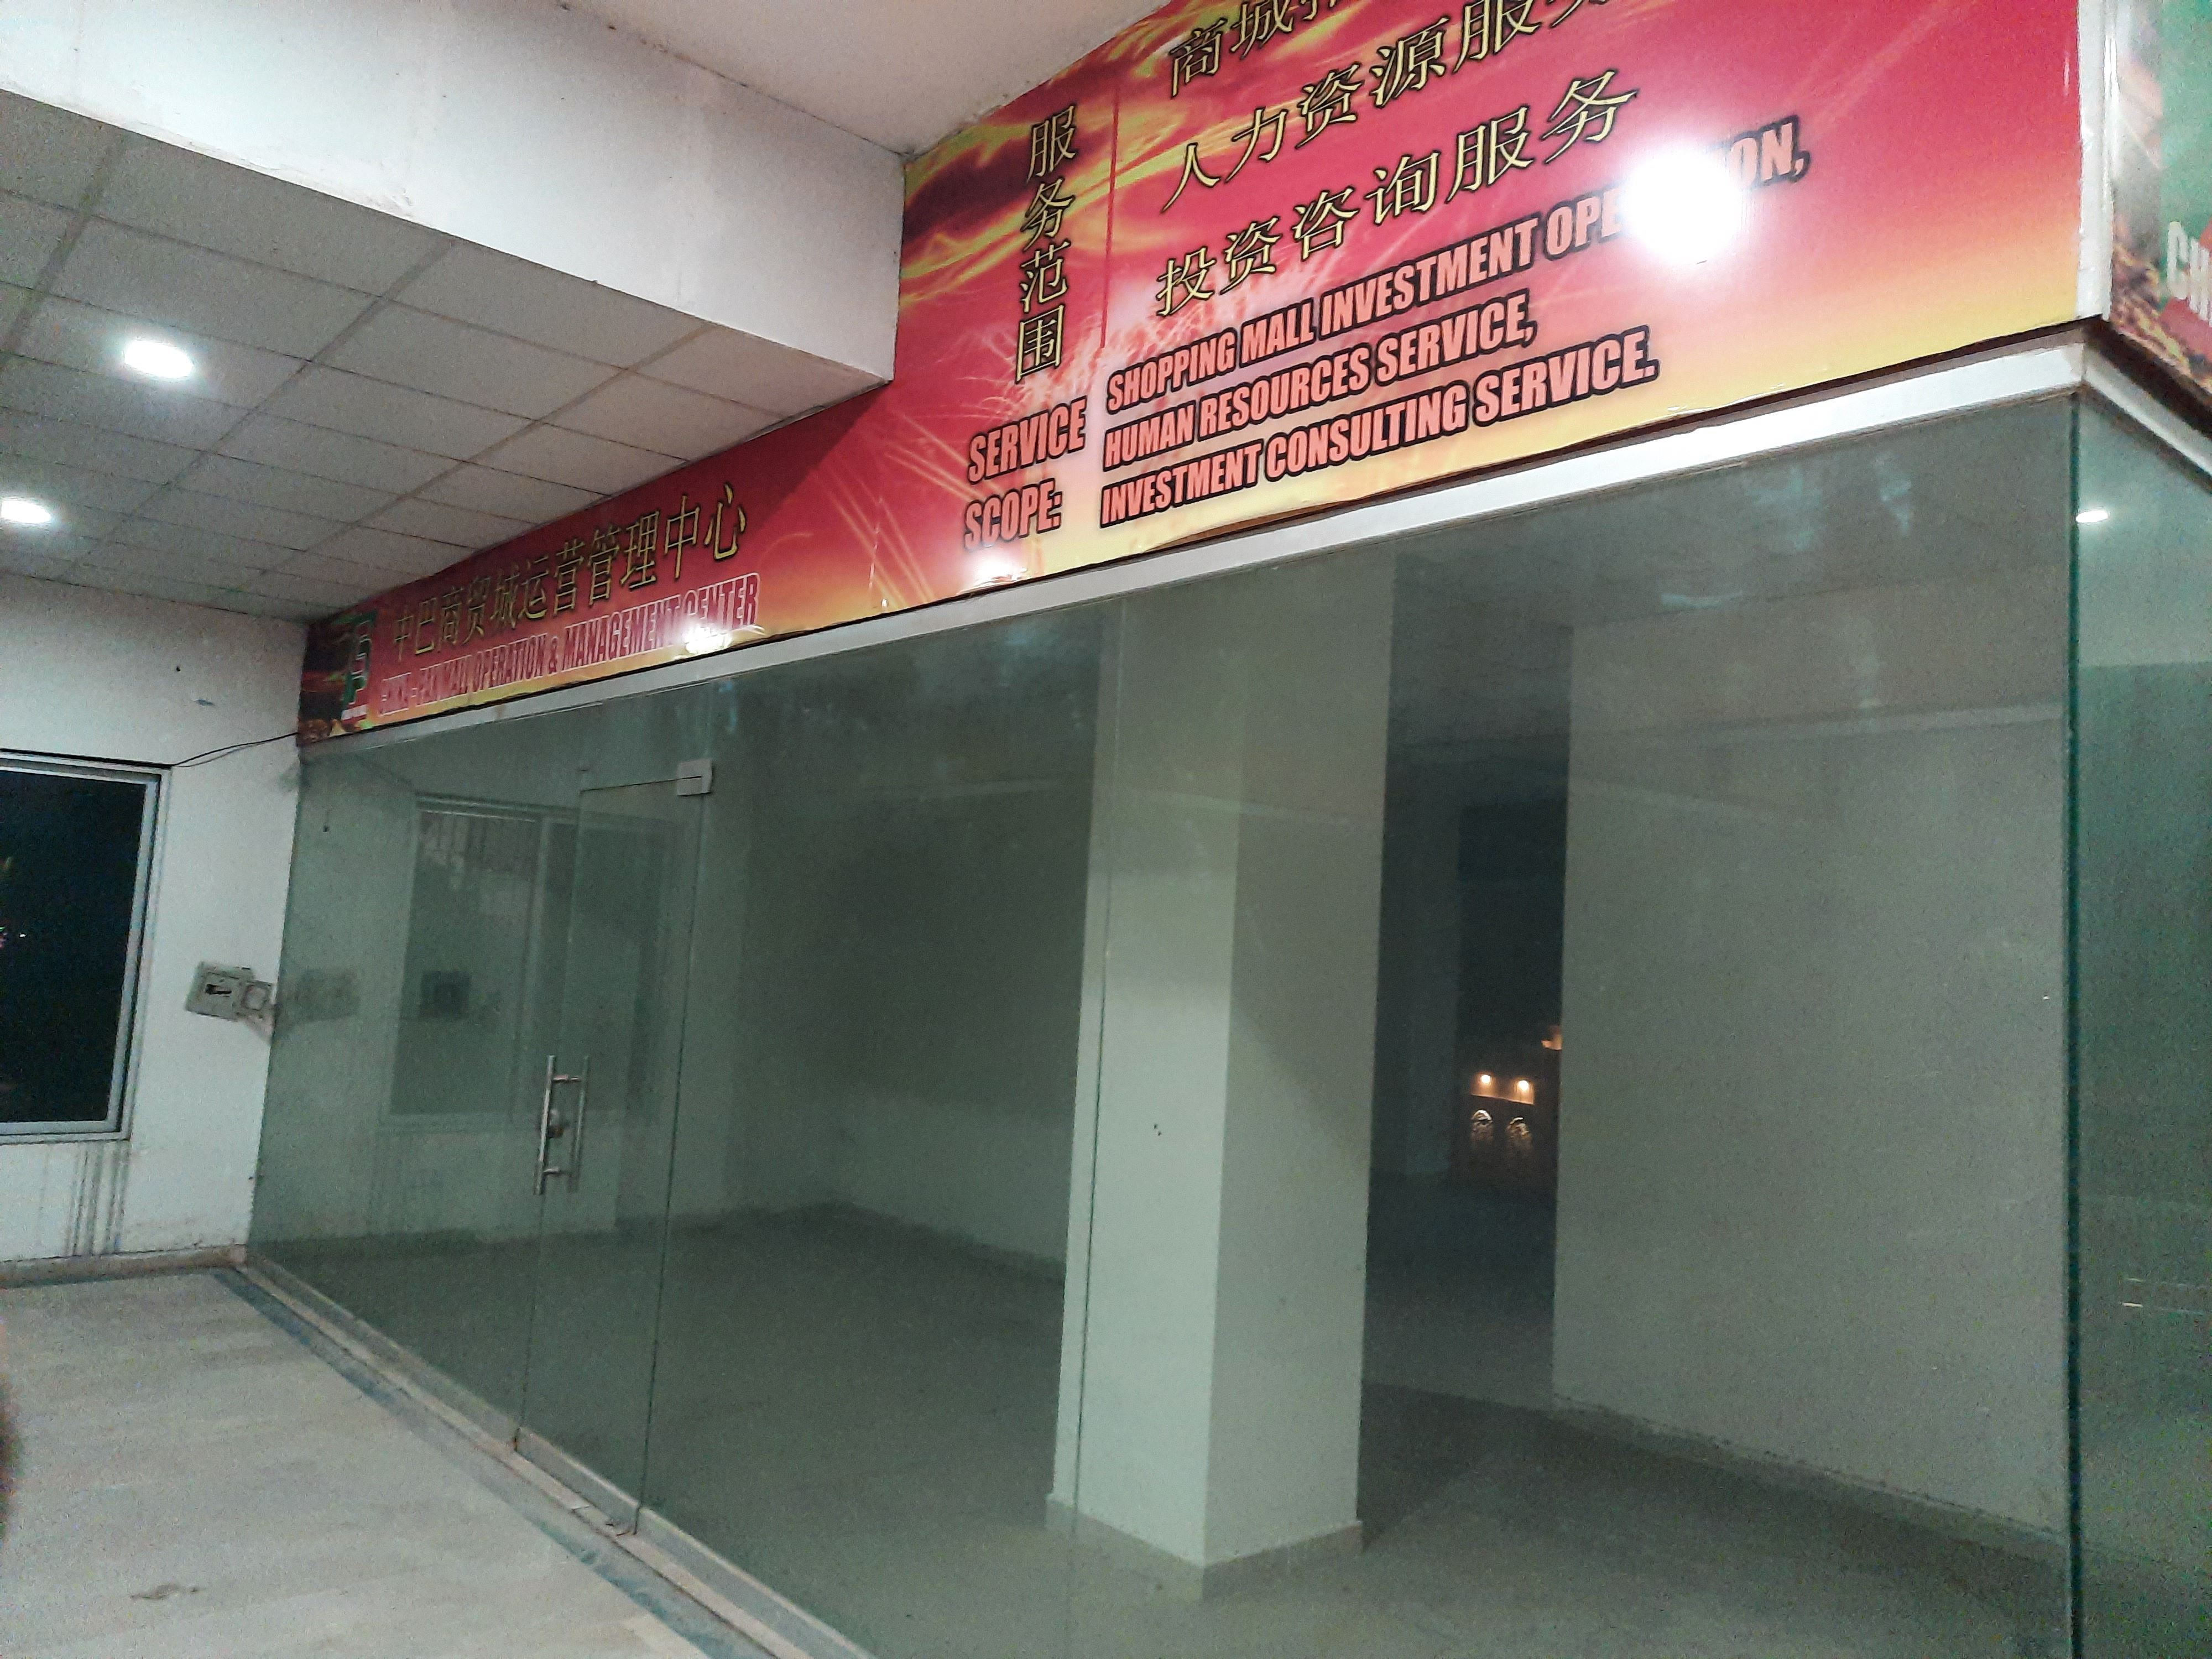 中巴商贸城运营管理中心
OPERATION & MANAGEMENT CENTER
服务范围
商城
人力资源服务
投资咨询服务
SERVICE
SCOPE:
SHOPPING MALL INVESTMENT
HUMAN RESOURCES SERVICE,
INVESTMENT CONSULTING SERVICE.